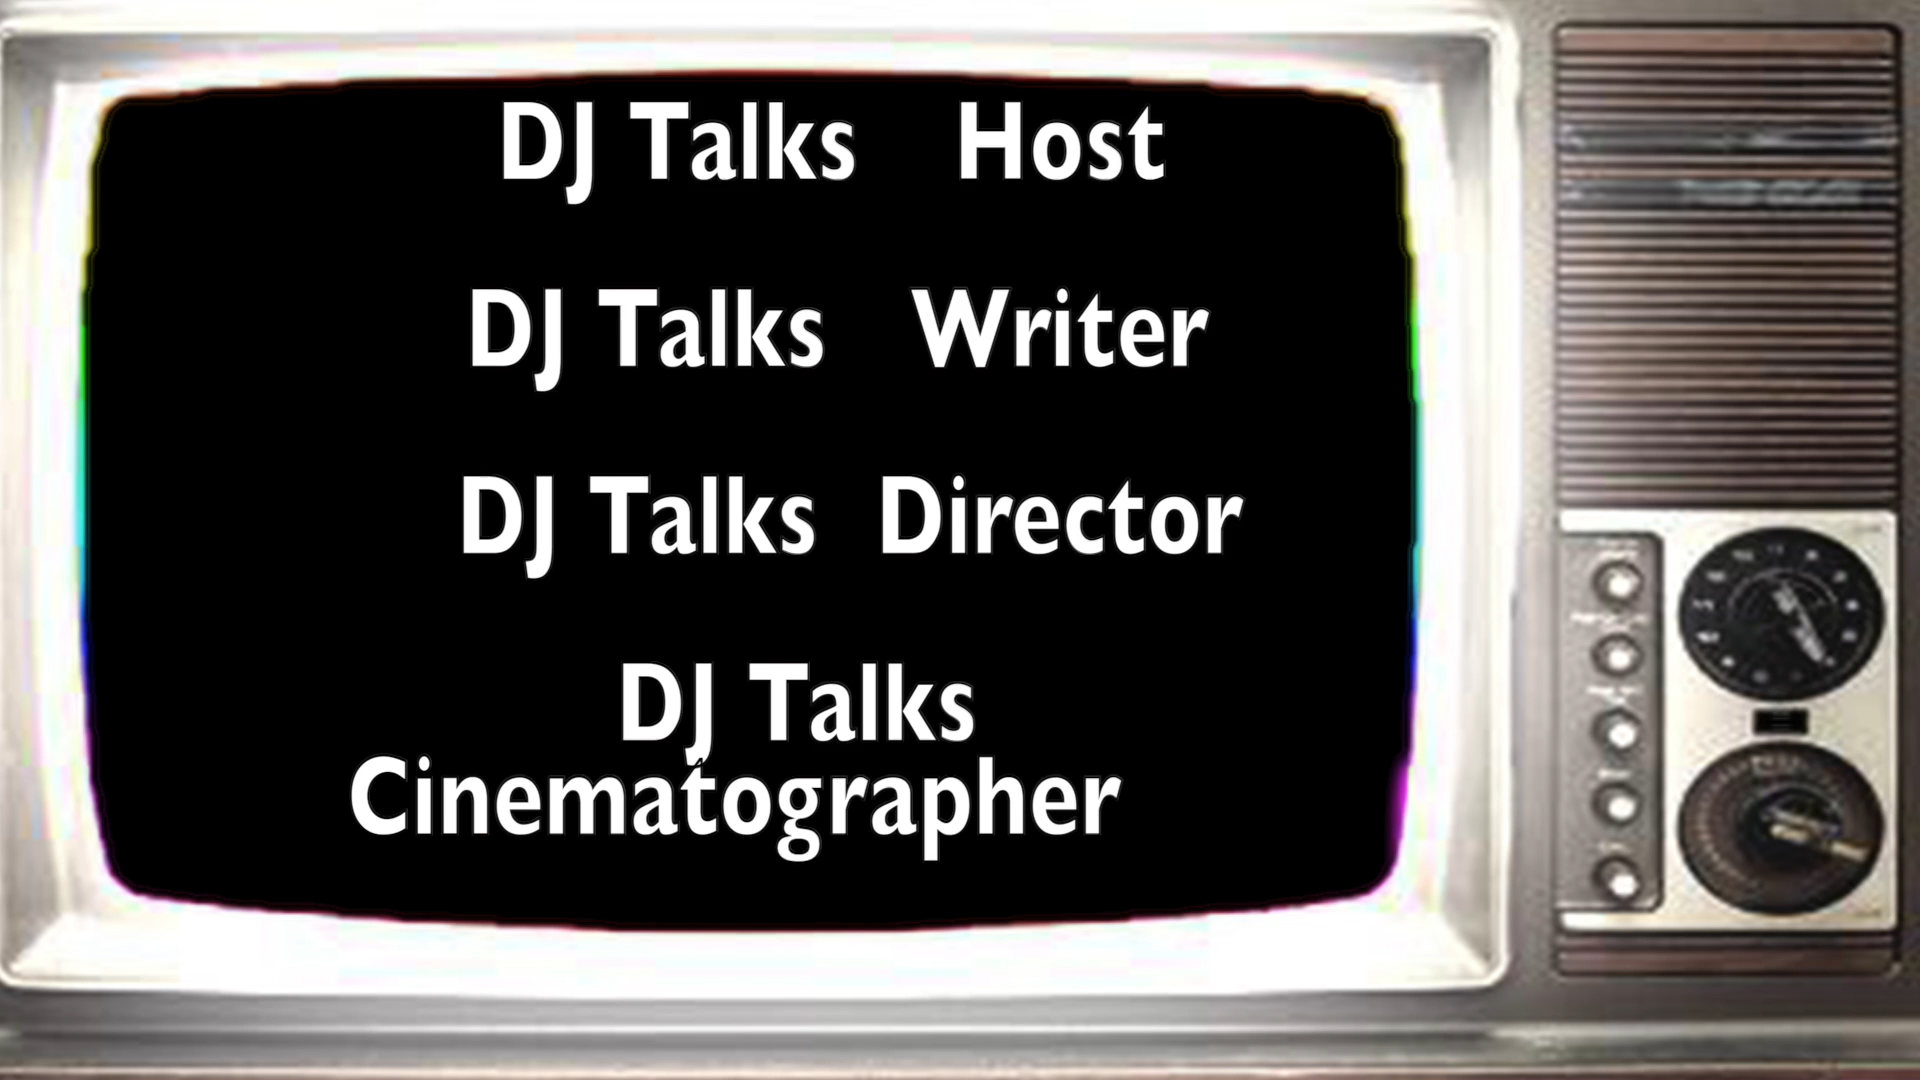 DJ Talks Host
DJ Talks Writer
DJ Talks Director
DJ Talks
Cinematographer